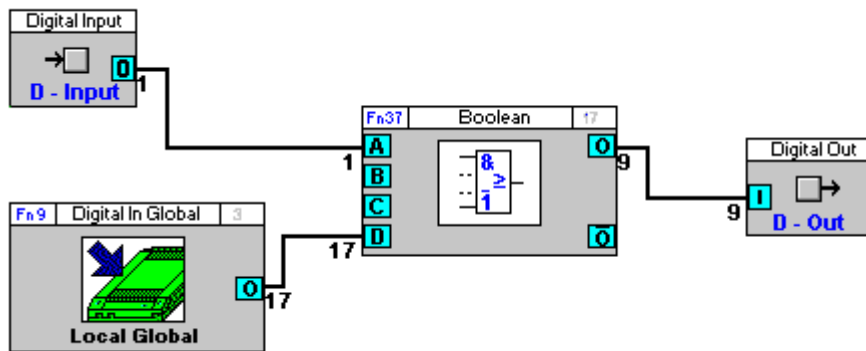 Digital Input
O
D - Input
1
Fn37 Boolean 17
A
B
C
D
&
≥
1
O
O
1
17
9
Digital Out
I
D - Out
9
Fn9 Digital In Global 3
O
17
Local Global